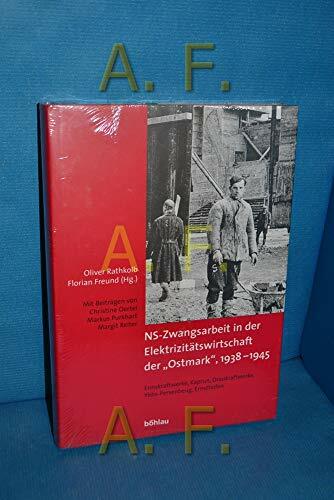 A. F.
Oliver Rathkolb
Florian Freund (Hg.)
Mit Beiträgen von
Christine Oertel
Markus Purkhart
Margit Reiter
A. F.
NS-Zwangsarbeit in der
Elektrizitätswirtschaft
der „Ostmark“, 1938–1945
Ennskraftwerke, Kaprun, Draukraftwerke,
Ybbs-Persenbeug, Ernsthofen
böhlau
A. F.